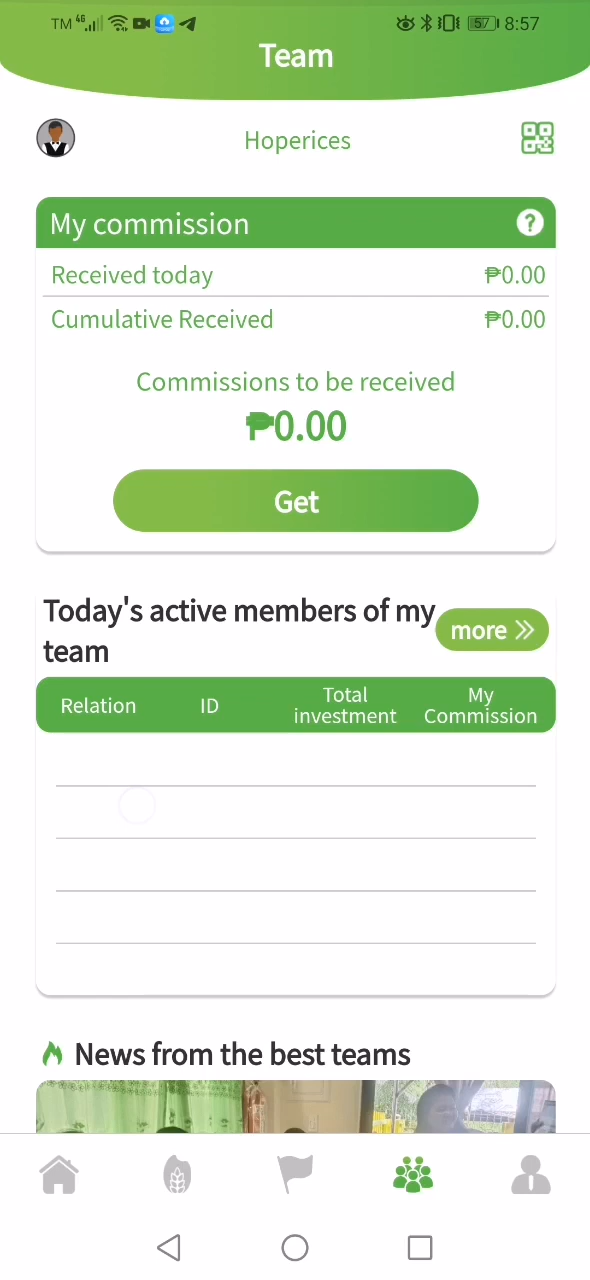 TM 4G 57 8:57
Team
Hoperices
My commission
?
Received today ₱0.00
Cumulative Received ₱0.00
Commissions to be received
₱0.00
Get
Today's active members of my
team
more
Relation ID Total investment My Commission
News from the best teams